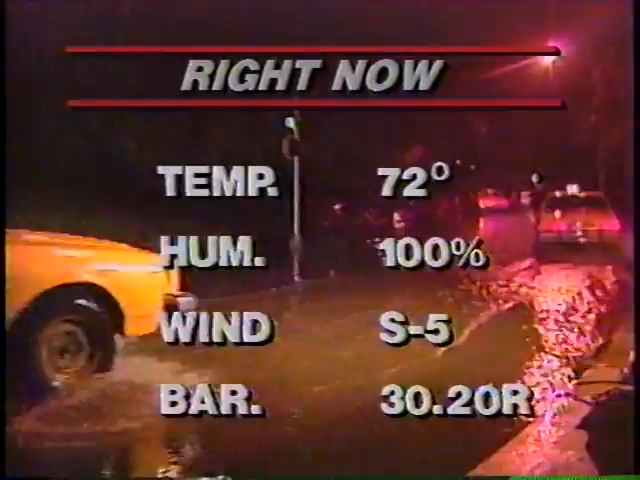 RIGHT NOW
TEMP. 72°
HUM. 100%
WIND S-5
BAR. 30.20R